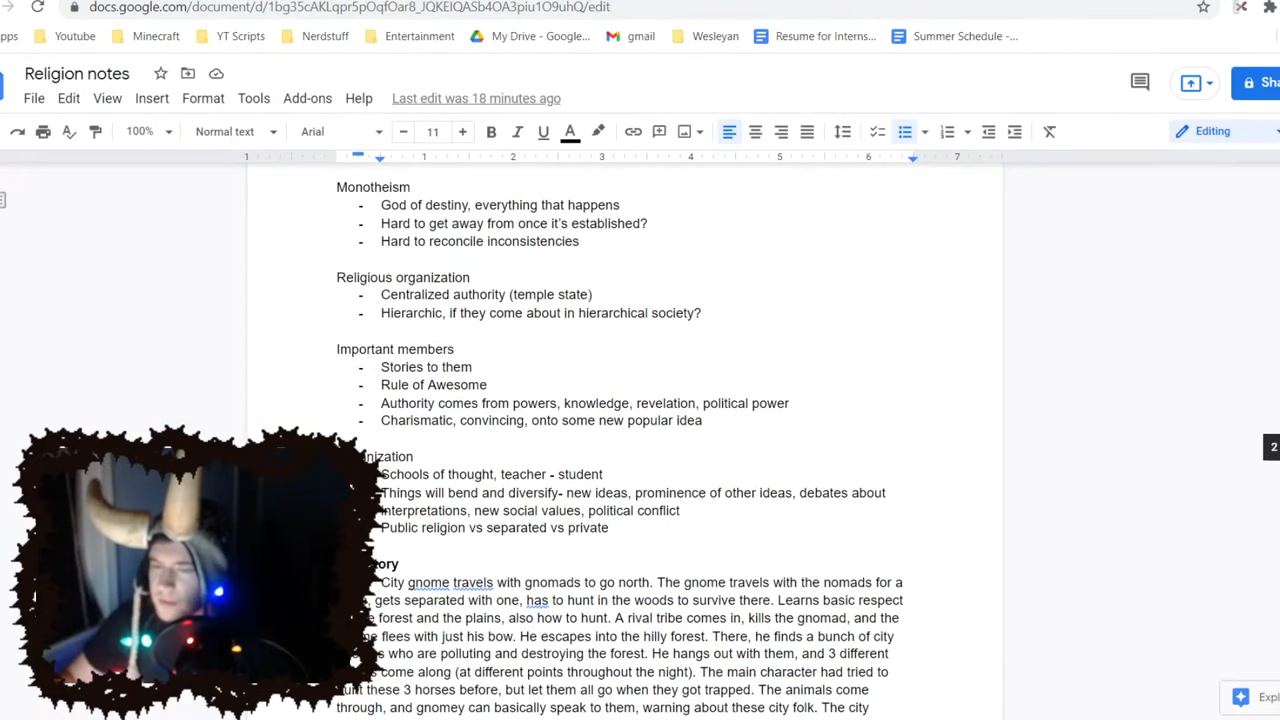 docs.google.com/document/d/1bg35cAKLqpr5pOqfOar8_JQKEIQASb4OA3piu1O9uhQ/edit
Youtube Minecraft YT Scripts Nerdstuff Entertainment My Drive - Google... gmail Wesleyan Resume for Interns... Summer Schedule -...
Religion notes
File Edit View Insert Format Tools Add-ons Help Last edit was 18 minutes ago
100% Normal text Arial 11 B I U A Editing
1 1 2 3 4 5 6 7
Monotheism
- God of destiny, everything that happens
- Hard to get away from once it's established?
- Hard to reconcile inconsistencies
Religious organization
- Centralized authority (temple state)
- Hierarchic, if they come about in hierarchical society?
Important members
- Stories to them
- Rule of Awesome
- Authority comes from powers, knowledge, revelation, political power
- Charismatic, convincing, onto some new popular idea
2
Schools of thought, teacher - student
Things will bend and diversify- new ideas, prominence of other ideas, debates about
interpretations, new social values, political conflict
Public religion vs separated vs private
City gnome travels with gnomads to go north. The gnome travels with the nomads for a
gets separated with one, has to hunt in the woods to survive there. Learns basic respect
forest and the plains, also how to hunt. A rival tribe comes in, kills the gnomad, and the
flees with just his bow. He escapes into the hilly forest. There, he finds a bunch of city
who are polluting and destroying the forest. He hangs out with them, and 3 different
come along (at different points throughout the night). The main character had tried to
these 3 horses before, but let them all go when they got trapped. The animals come
through, and gnomey can basically speak to them, warning about these city folk. The city